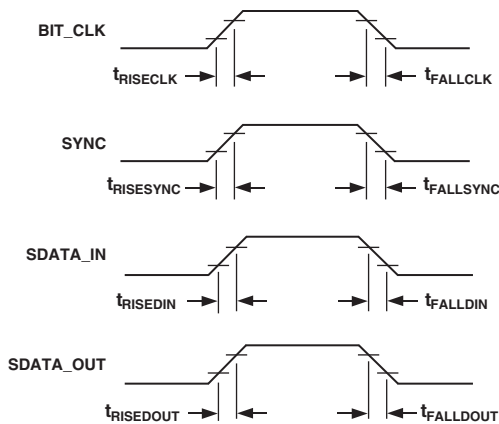 BIT_CLK
tRISECLK
tFALLCLK
SYNC
tRISESYNC
tFALLSYNC
SDATA_IN
tRISEDIN
tFALLDIN
SDATA_OUT
tRISEDOUT
tFALLDOUT